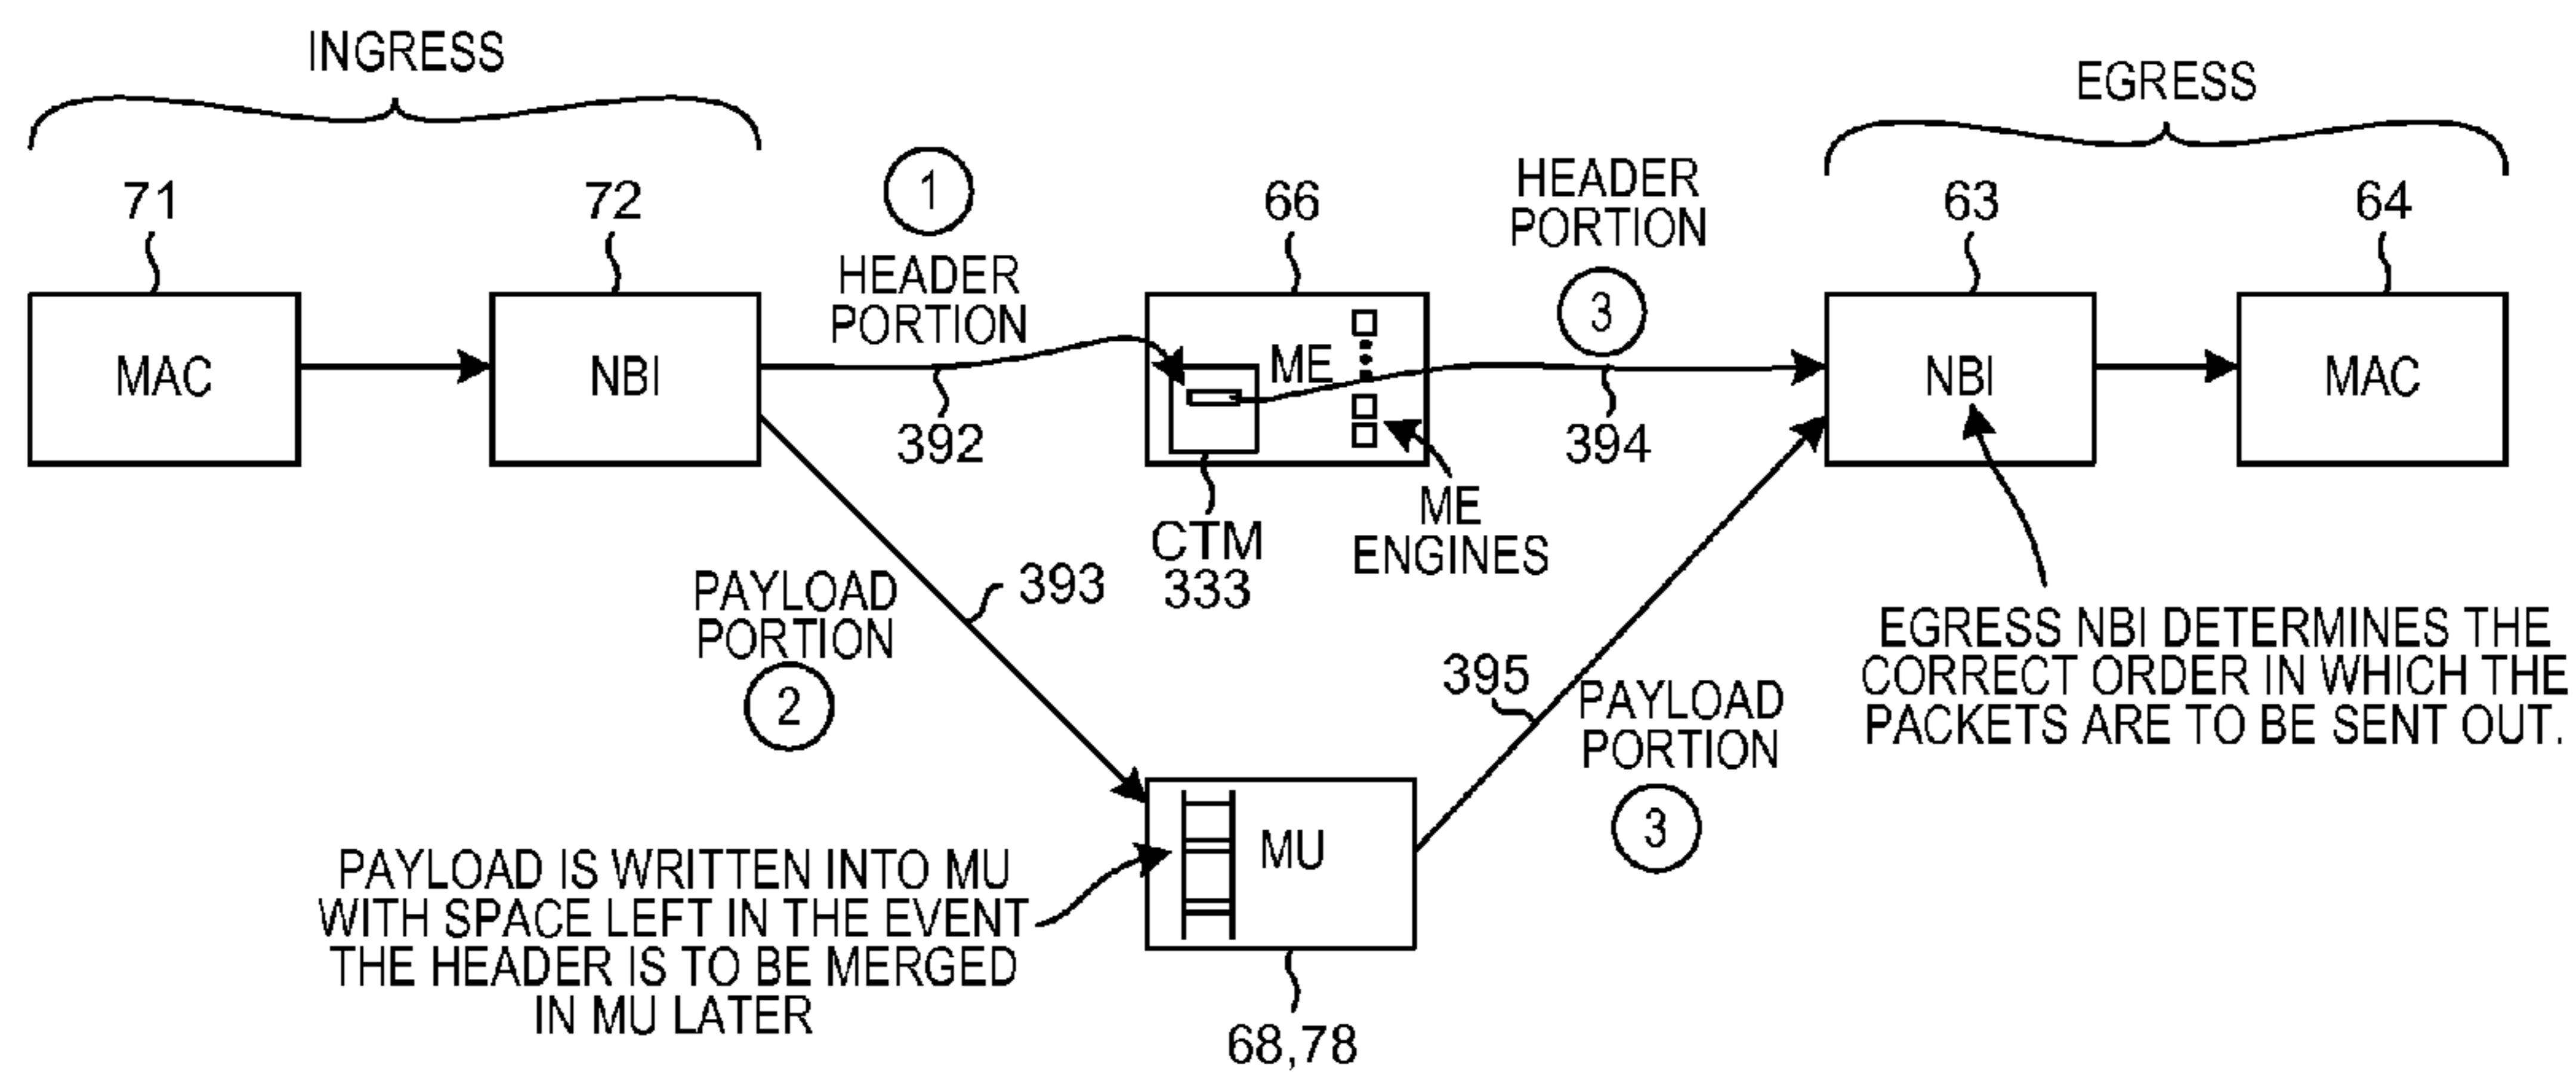 INGRESS
EGRESS
71
72
1
HEADER
PORTION
66
HEADER
PORTION
3
63
64
MAC
NBI
ME
NBI
MAC
392
394
CTM
333
ME
ENGINES
PAYLOAD
PORTION
2
393
395
PAYLOAD
PORTION
3
EGRESS NBI DETERMINES THE
CORRECT ORDER IN WHICH THE
PACKETS ARE TO BE SENT OUT.
MU
PAYLOAD IS WRITTEN INTO MU
WITH SPACE LEFT IN THE EVENT
THE HEADER IS TO BE MERGED
IN MU LATER
68,78